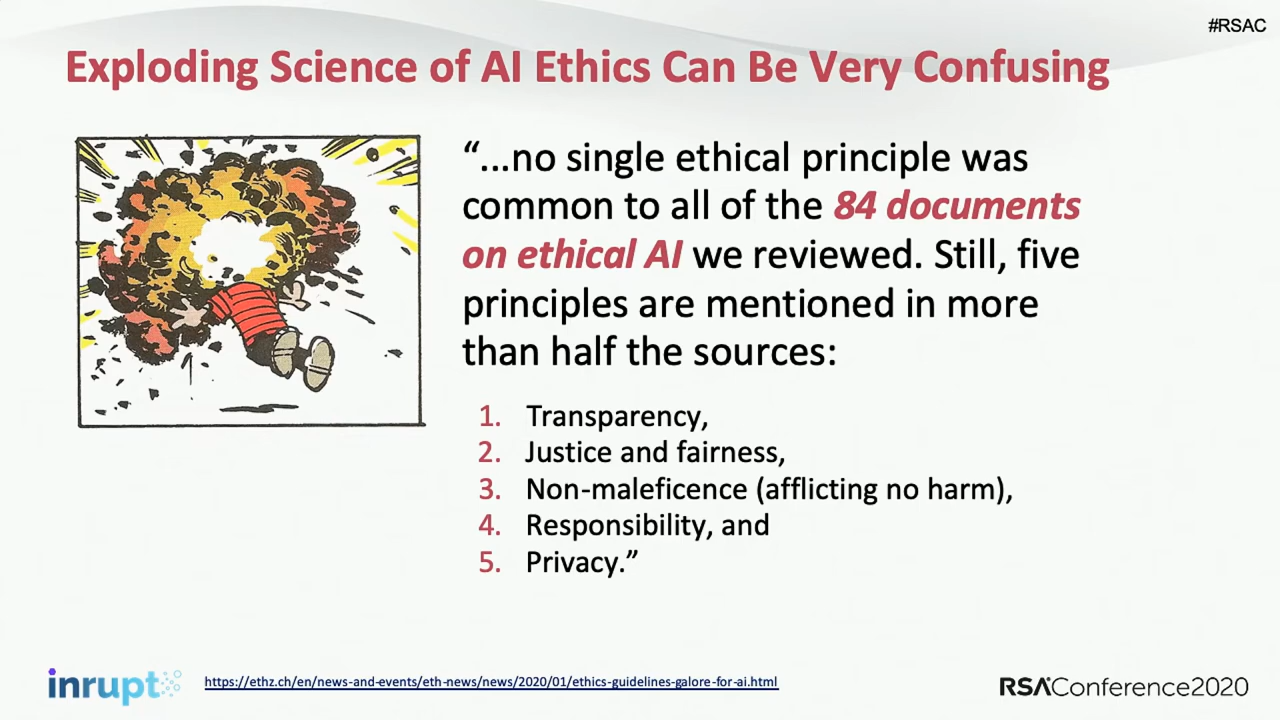 #RSAC
Exploding Science of AI Ethics Can Be Very Confusing
“...no single ethical principle was
common to all of the 84 documents
on ethical AI we reviewed. Still, five
principles are mentioned in more
than half the sources:
1. Transparency,
2. Justice and fairness,
3. Non-maleficence (afflicting no harm),
4. Responsibility, and
5. Privacy.”
inrupt
https://ethz.ch/en/news-and-events/eth-news/news/2020/01/ethics-guidelines-galore-for-ai.html
RSAConference2020